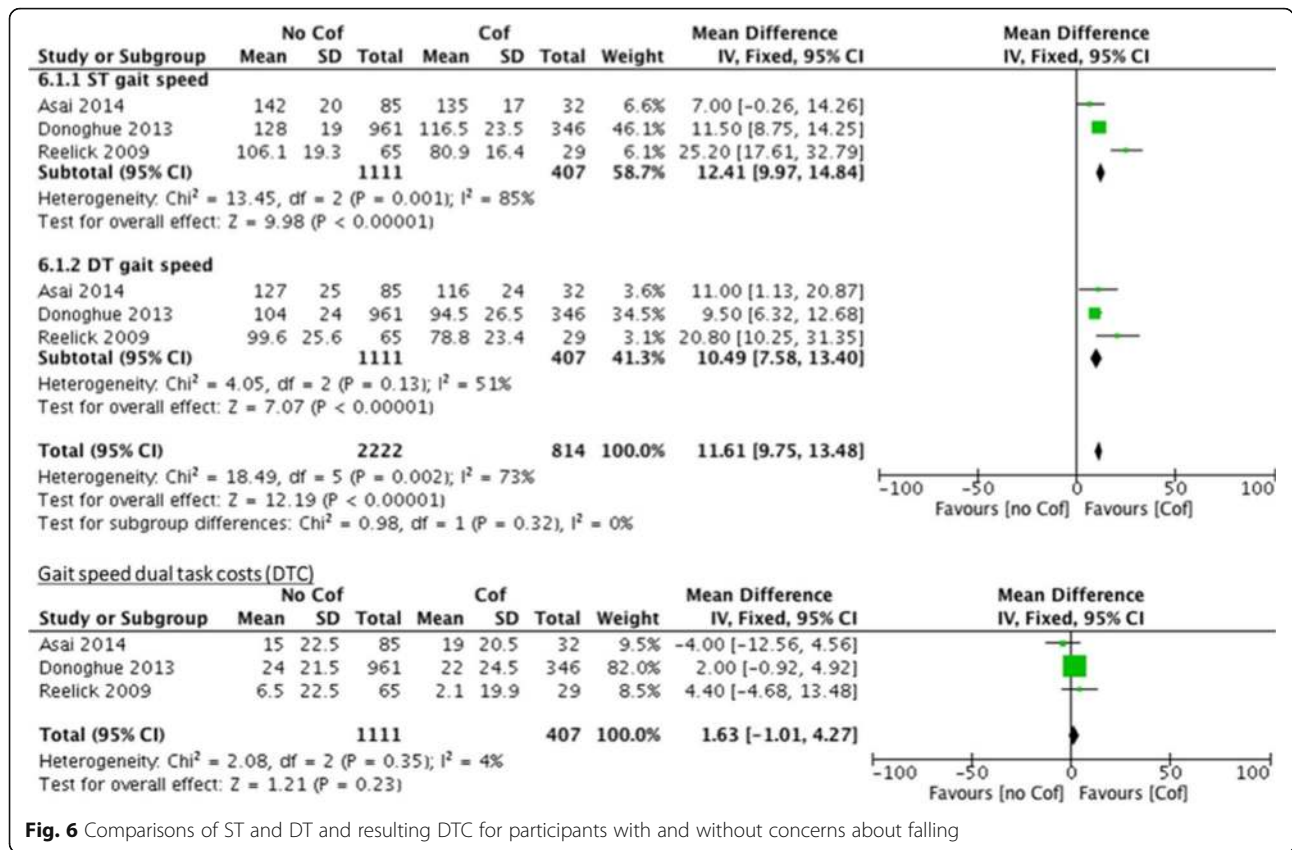 No Cof Cof Mean Difference Mean Difference
Study or Subgroup Mean SD Total Mean SD Total Weight IV, Fixed, 95% CI IV, Fixed, 95% CI
6.1.1 ST gait speed
Asai 2014 142 20 85 135 17 32 6.6% 7.00 [-0.26, 14.26]
Donoghue 2013 128 19 961 116.5 23.5 346 46.1% 11.50 [8.75, 14.25]
Reelick 2009 106.1 19.3 65 80.9 16.4 29 6.1% 25.20 [17.61, 32.79]
Subtotal (95% CI) 1111 407 58.7% 12.41 [9.97, 14.84]
Heterogeneity: Chi² = 13.45, df = 2 (P = 0.001); I² = 85%
Test for overall effect: Z = 9.98 (P < 0.00001)
6.1.2 DT gait speed
Asai 2014 127 25 85 116 24 32 3.6% 11.00 [1.13, 20.87]
Donoghue 2013 104 24 961 94.5 26.5 346 34.5% 9.50 [6.32, 12.68]
Reelick 2009 99.6 25.6 65 78.8 23.4 29 3.1% 20.80 [10.25, 31.35]
Subtotal (95% CI) 1111 407 41.3% 10.49 [7.58, 13.40]
Heterogeneity: Chi² = 4.05, df = 2 (P = 0.13); I² = 51%
Test for overall effect: Z = 7.07 (P < 0.00001)
Total (95% CI) 2222 814 100.0% 11.61 [9.75, 13.48]
Heterogeneity: Chi² = 18.49, df = 5 (P = 0.002); I² = 73%
Test for overall effect: Z = 12.19 (P < 0.00001)
Test for subgroup differences: Chi² = 0.98, df = 1 (P = 0.32), I² = 0%
-100 -50 0 50 100
Favours [no Cof] Favours [Cof]
Gait speed dual task costs (DTC)
No Cof Cof Mean Difference Mean Difference
Study or Subgroup Mean SD Total Mean SD Total Weight IV, Fixed, 95% CI IV, Fixed, 95% CI
Asai 2014 15 22.5 85 19 20.5 32 9.5% -4.00 [-12.56, 4.56]
Donoghue 2013 24 21.5 961 22 24.5 346 82.0% 2.00 [-0.92, 4.92]
Reelick 2009 6.5 22.5 65 2.1 19.9 29 8.5% 4.40 [-4.68, 13.48]
Total (95% CI) 1111 407 100.0% 1.63 [-1.01, 4.27]
Heterogeneity: Chi² = 2.08, df = 2 (P = 0.35); I² = 4%
Test for overall effect: Z = 1.21 (P = 0.23)
-100 -50 0 50 100
Favours [no Cof] Favours [Cof]
Fig. 6 Comparisons of ST and DT and resulting DTC for participants with and without concerns about falling